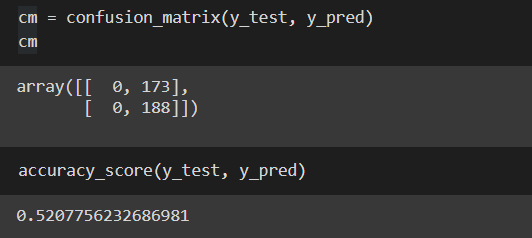 cm = confusion_matrix(y_test, y_pred)
cm
array([[  0, 173],
       [  0, 188]])
accuracy_score(y_test, y_pred)
0.5207756232686981